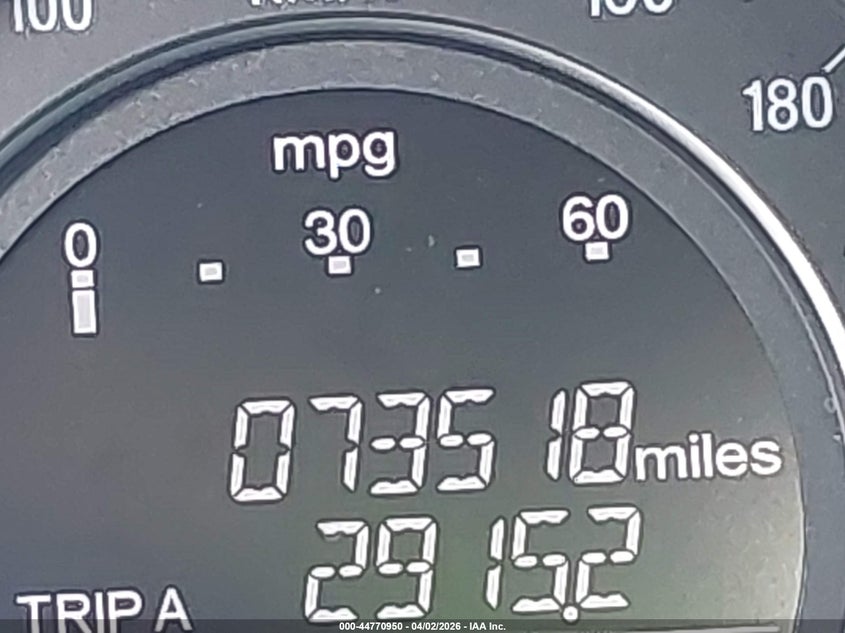 100
180
mpg
0 30 60
073518 miles
2915.2
TRIP A
000-44770950 - 04/02/2026 - IAA Inc.